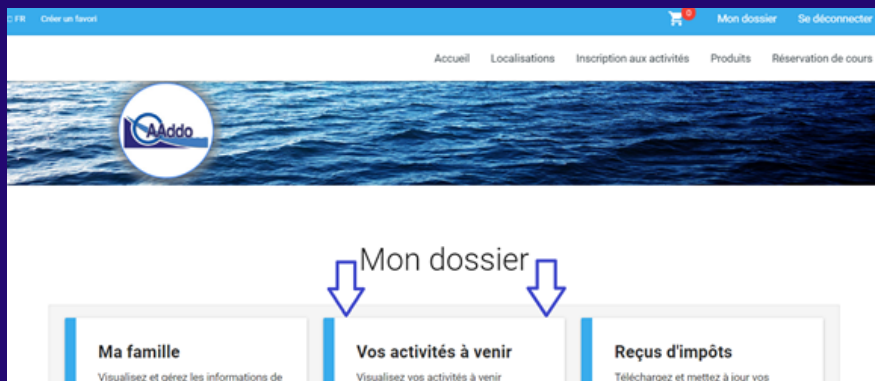 FR Créer un favori 0 Mon dossier Se déconnecter
Accueil Localisations Inscription aux activités Produits Réservation de cours
CAAddo
Mon dossier
Ma famille Vos activités à venir Reçus d'impôts
Visualisez et gérez les informations de Visualisez vos activités à venir Téléchargez et mettez à jour vos